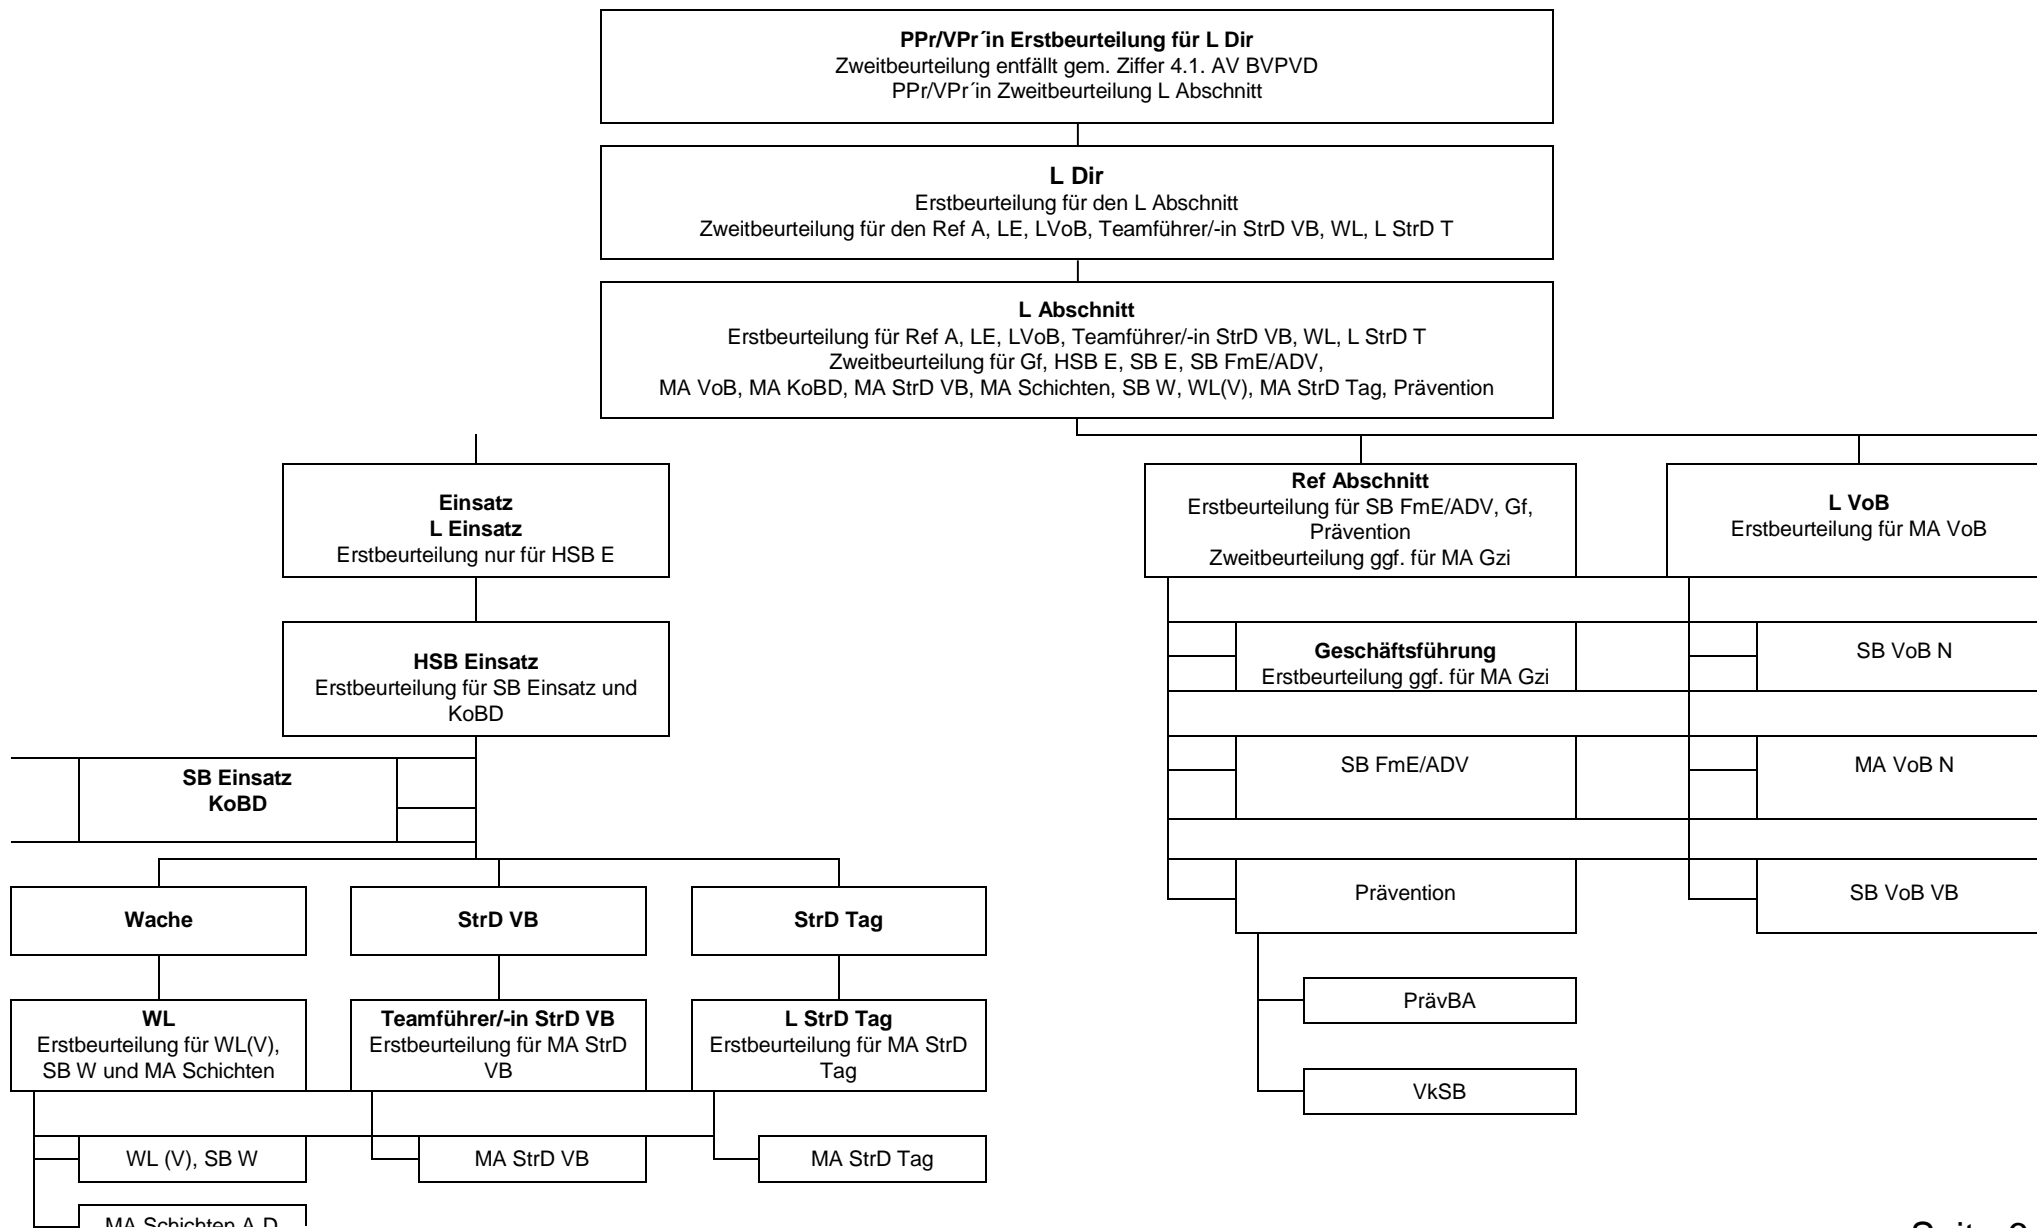 PPr/VPr´in Erstbeurteilung für L Dir
Zweitbeurteilung entfällt gem. Ziffer 4.1. AV BVPVD
PPr/VPr´in Zweitbeurteilung L Abschnitt
L Dir
Erstbeurteilung für den L Abschnitt
Zweitbeurteilung für den Ref A, LE, LVoB, Teamführer/-in StrD VB, WL, L StrD T
L Abschnitt
Erstbeurteilung für Ref A, LE, LVoB, Teamführer/-in StrD VB, WL, L StrD T
Zweitbeurteilung für Gf, HSB E, SB E, SB FmE/ADV,
MA VoB, MA KoBD, MA StrD VB, MA Schichten, SB W, WL(V), MA StrD Tag, Prävention
Einsatz
L Einsatz
Erstbeurteilung nur für HSB E
HSB Einsatz
Erstbeurteilung für SB Einsatz und
KoBD
SB Einsatz
KoBD
Wache
WL
Erstbeurteilung für WL(V),
SB W und MA Schichten
WL (V), SB W
MA Schichten A-D
StrD VB
Teamführer/-in StrD VB
Erstbeurteilung für MA StrD
VB
MA StrD VB
StrD Tag
L StrD Tag
Erstbeurteilung für MA StrD
Tag
MA StrD Tag
Ref Abschnitt
Erstbeurteilung für SB FmE/ADV, Gf,
Prävention
Zweitbeurteilung ggf. für MA Gzi
Geschäftsführung
Erstbeurteilung ggf. für MA Gzi
SB FmE/ADV
Prävention
PrävBA
VkSB
L VoB
Erstbeurteilung für MA VoB
SB VoB N
MA VoB N
SB VoB VB
Seite